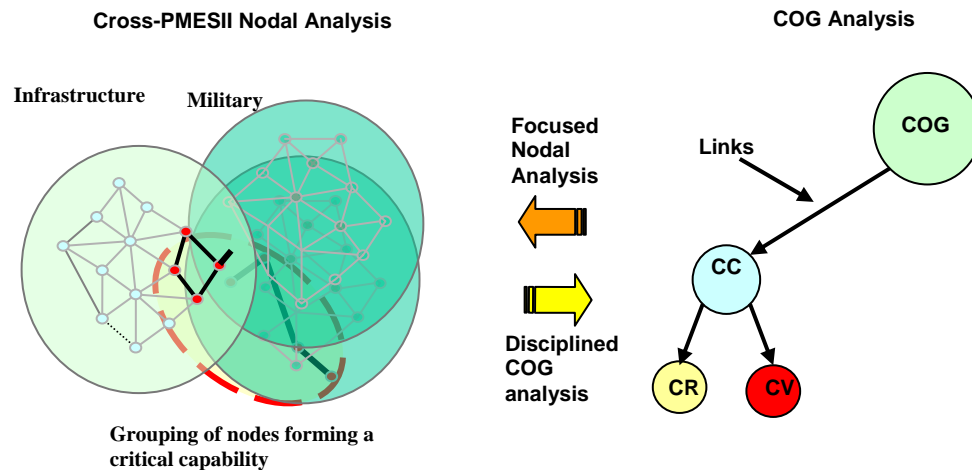 Cross-PMESII Nodal Analysis
COG Analysis
Infrastructure
Military
Focused
Nodal
Analysis
Links
COG
CC
Disciplined
COG
analysis
CR
CV
Grouping of nodes forming a
critical capability